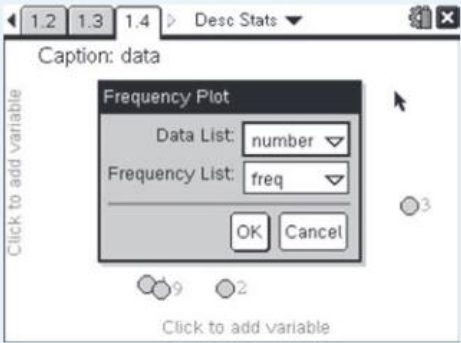 1.2 1.3 1.4 Desc Stats
Caption: data
Click to add variable
Frequency Plot
Data List: number
Frequency List: freq
OK Cancel
3
9 2
Click to add variable